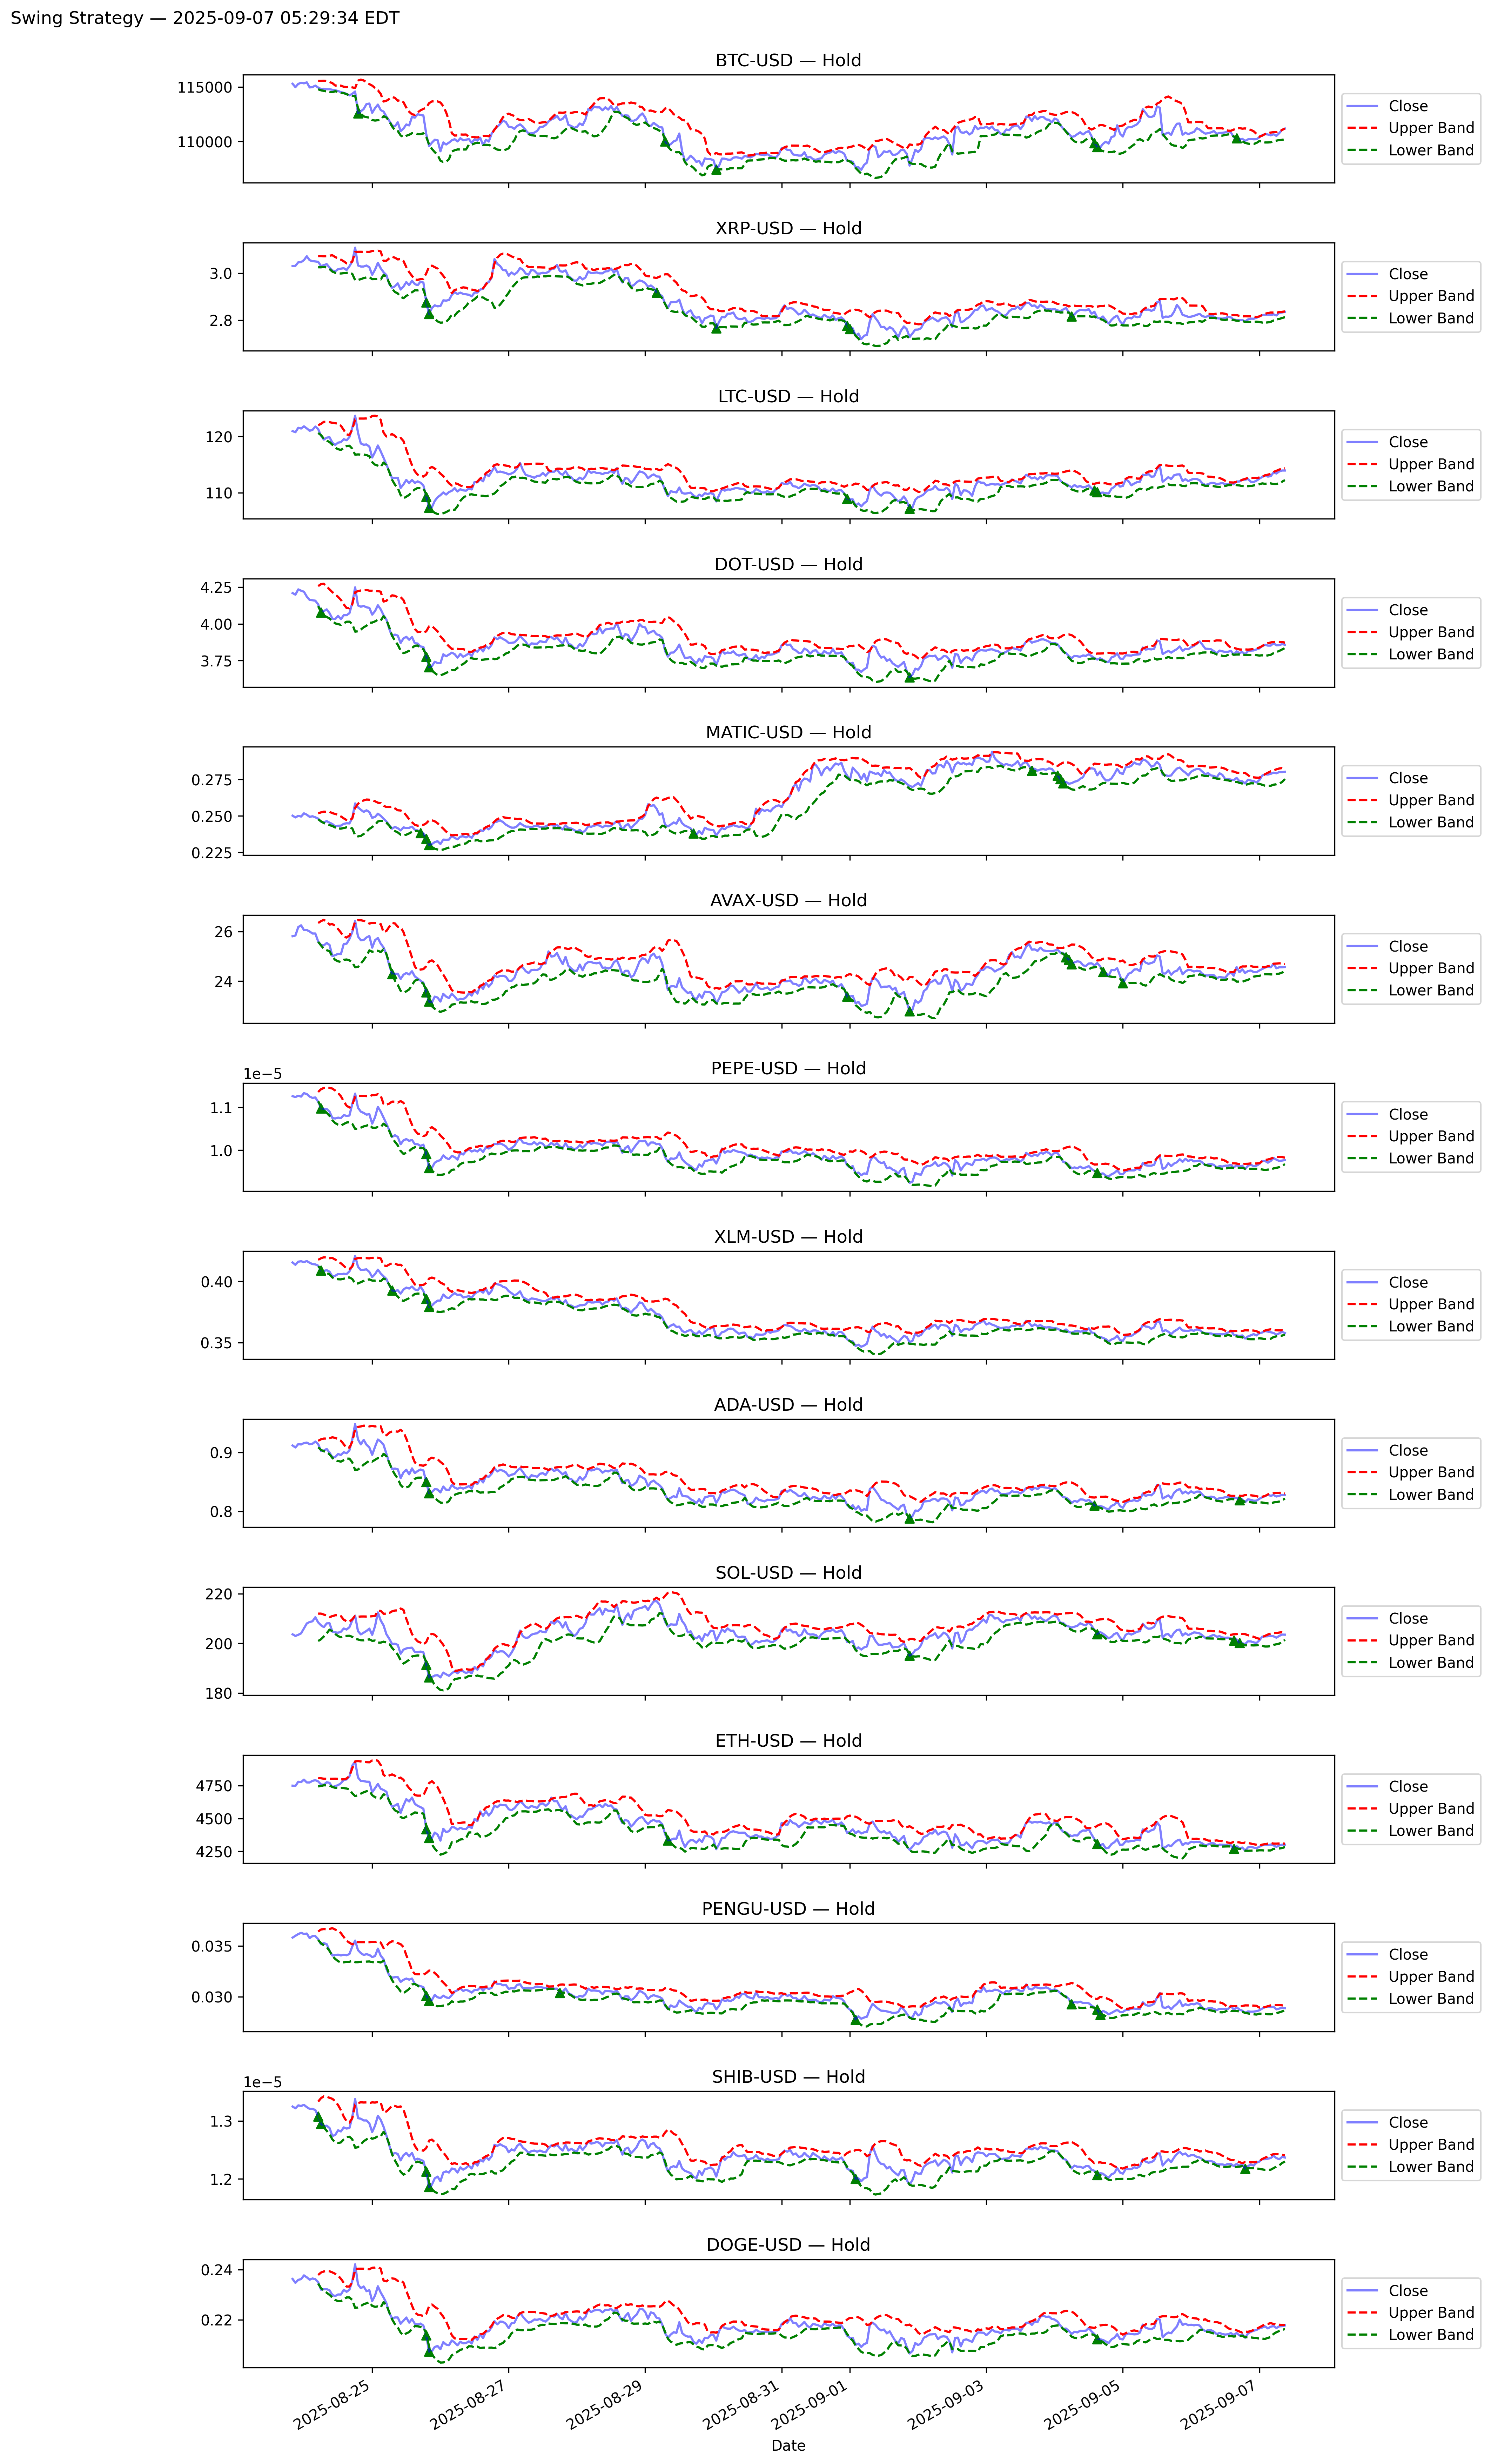 Swing Strategy — 2025-09-07 05:29:34 EDT
BTC-USD — Hold
115000
110000
Close
Upper Band
Lower Band
XRP-USD — Hold
3.0
2.8
Close
Upper Band
Lower Band
LTC-USD — Hold
120
110
Close
Upper Band
Lower Band
DOT-USD — Hold
4.25
4.00
3.75
Close
Upper Band
Lower Band
MATIC-USD — Hold
0.275
0.250
0.225
Close
Upper Band
Lower Band
AVAX-USD — Hold
26
24
Close
Upper Band
Lower Band
PEPE-USD — Hold
1e−5
1.1
1.0
Close
Upper Band
Lower Band
XLM-USD — Hold
0.40
0.35
Close
Upper Band
Lower Band
ADA-USD — Hold
0.9
0.8
Close
Upper Band
Lower Band
SOL-USD — Hold
220
200
180
Close
Upper Band
Lower Band
ETH-USD — Hold
4750
4500
4250
Close
Upper Band
Lower Band
PENGU-USD — Hold
0.035
0.030
Close
Upper Band
Lower Band
SHIB-USD — Hold
1e−5
1.3
1.2
Close
Upper Band
Lower Band
DOGE-USD — Hold
0.24
0.22
Close
Upper Band
Lower Band
2025-08-25
2025-08-27
2025-08-29
2025-08-31
2025-09-01
2025-09-03
2025-09-05
2025-09-07
Date